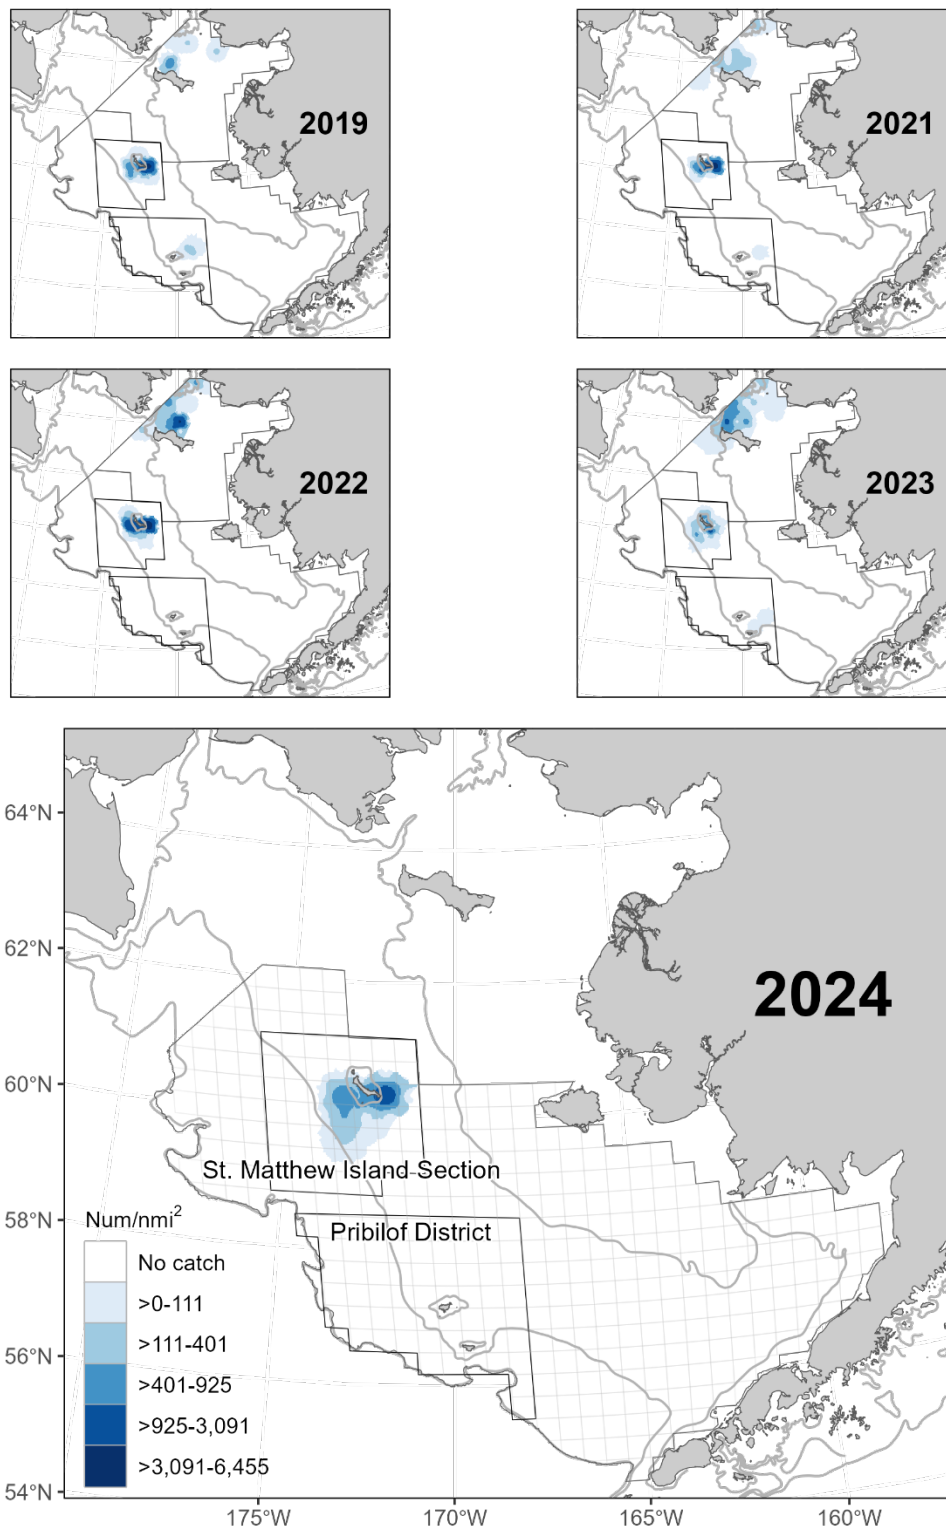 2019
2021
2022
2023
2024
64°N
62°N
60°N
58°N
56°N
54°N
St. Matthew Island Section
Pribilof District
Num/nmi²
No catch
>0-111
>111-401
>401-925
>925-3,091
>3,091-6,455
175°W
170°W
165°W
160°W